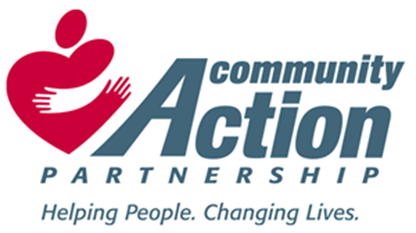 community
Action
PARTNERSHIP
Helping People. Changing Lives.